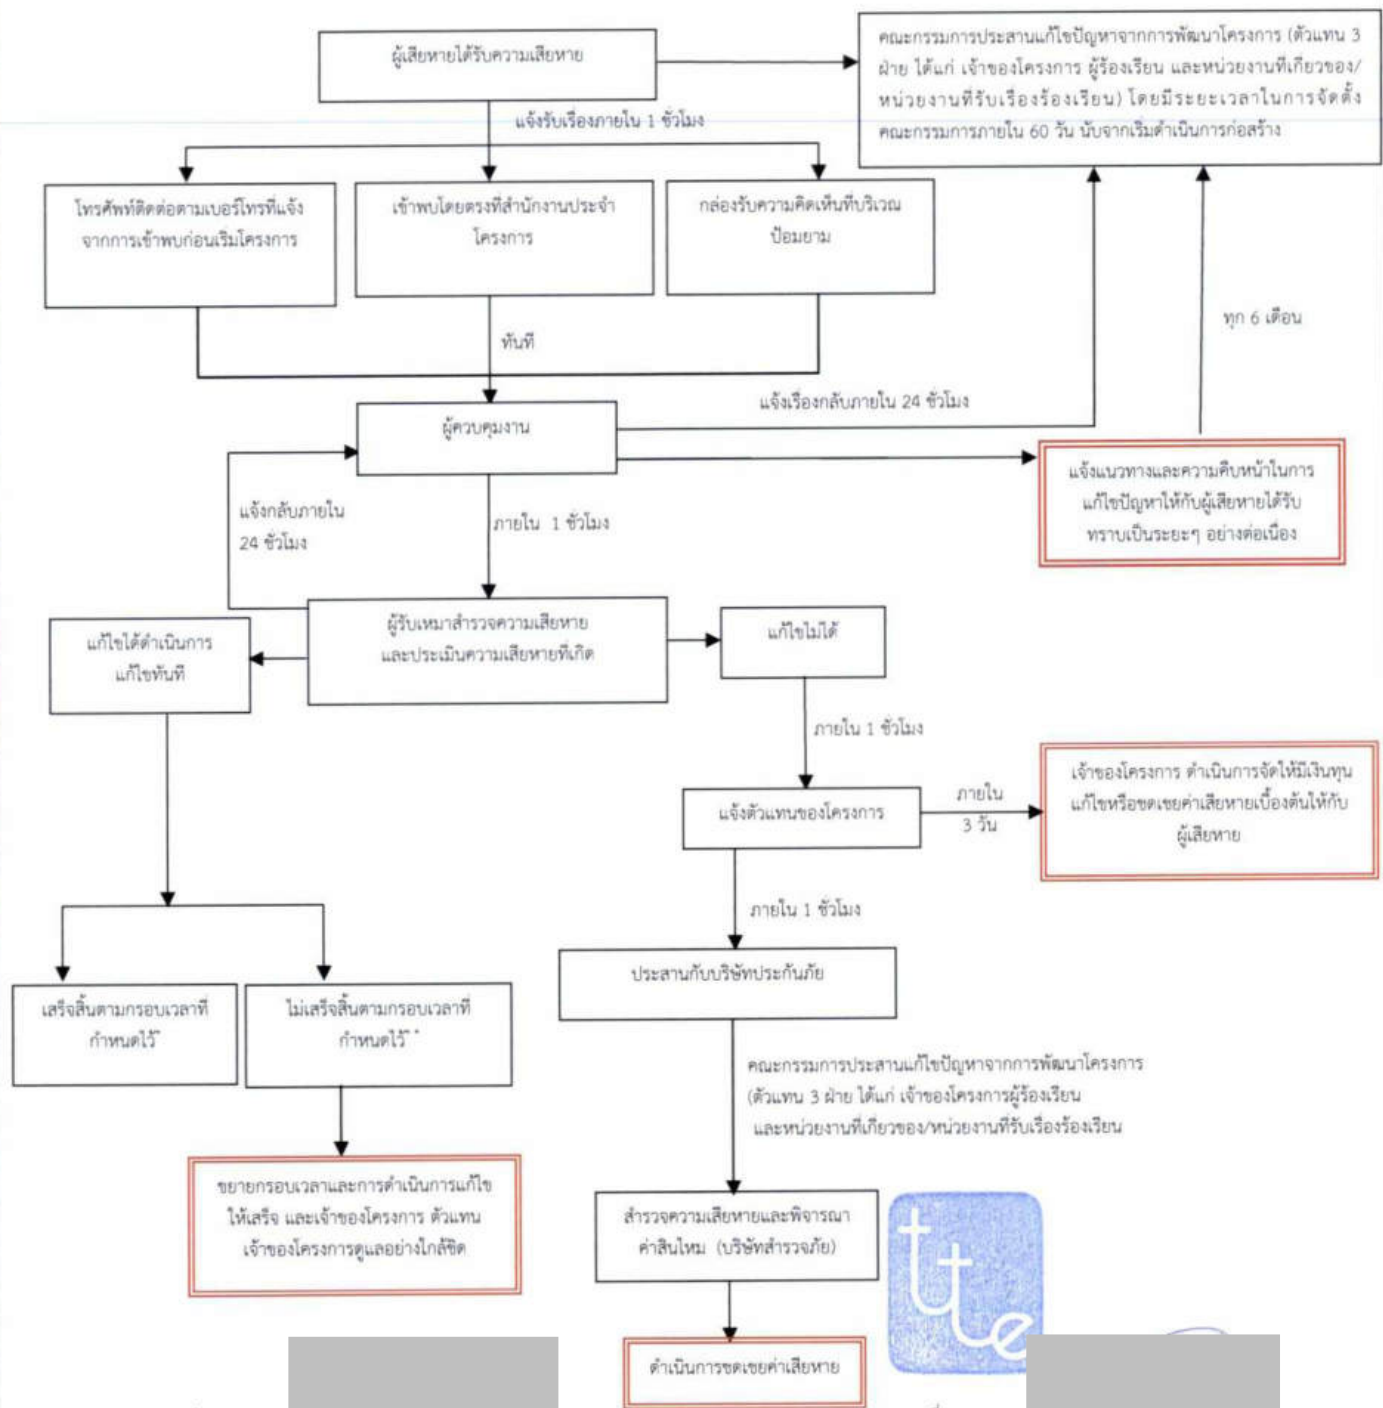 ผู้เสียหายได้รับความเสียหาย
คณะกรรมการประสานแก้ไขปัญหาจากการพัฒนาโครงการ (ตัวแทน 3
ฝ่าย ได้แก่ เจ้าของโครงการ ผู้ร้องเรียน และหน่วยงานที่เกี่ยวของ/
หน่วยงานที่รับเรื่องร้องเรียน) โดยมีระยะเวลาในการจัดตั้ง
คณะกรรมการภายใน 60 วัน นับจากเริ่มดำเนินการก่อสร้าง
แจ้งรับเรื่องภายใน 1 ชั่วโมง
โทรศัพท์ติดต่อตามเบอร์โทรที่แจ้ง
จากการเข้าพบก่อนเริ่มโครงการ
เข้าพบโดยตรงที่สำนักงานประจำ
โครงการ
กล่องรับความคิดเห็นที่บริเวณ
ป้อมยาม
ทันที
ทุก 6 เดือน
ผู้ควบคุมงาน
แจ้งเรื่องกลับภายใน 24 ชั่วโมง
แจ้งแนวทางและความคืบหน้าในการ
แก้ไขปัญหาให้กับผู้เสียหายได้รับ
ทราบเป็นระยะๆ อย่างต่อเนื่อง
แจ้งกลับภายใน
24 ชั่วโมง
ภายใน 1 ชั่วโมง
แก้ไขได้ดำเนินการ
แก้ไขทันที
ผู้รับเหมาสำรวจความเสียหาย
และประเมินความเสียหายที่เกิด
แก้ไขไม่ได้
ภายใน 1 ชั่วโมง
แจ้งตัวแทนของโครงการ
ภายใน
3 วัน
เจ้าของโครงการ ดำเนินการจัดให้มีเงินทุน
แก้ไขหรือชดเชยค่าเสียหายเบื้องต้นให้กับ
ผู้เสียหาย
ภายใน 1 ชั่วโมง
ประสานกับบริษัทประกันภัย
เสร็จสิ้นตามกรอบเวลาที่
กำหนดไว้*
ไม่เสร็จสิ้นตามกรอบเวลาที่
กำหนดไว้**
คณะกรรมการประสานแก้ไขปัญหาจากการพัฒนาโครงการ
(ตัวแทน 3 ฝ่าย ได้แก่ เจ้าของโครงการผู้ร้องเรียน
และหน่วยงานที่เกี่ยวของ/หน่วยงานที่รับเรื่องร้องเรียน
ขยายกรอบเวลาและการดำเนินการแก้ไข
ให้เสร็จ และเจ้าของโครงการ ตัวแทน
เจ้าของโครงการดูแลอย่างใกล้ชิด
สำรวจความเสียหายและพิจารณา
ค่าสินไหม (บริษัทสำรวจภัย)
tte
ดำเนินการชดเชยค่าเสียหาย